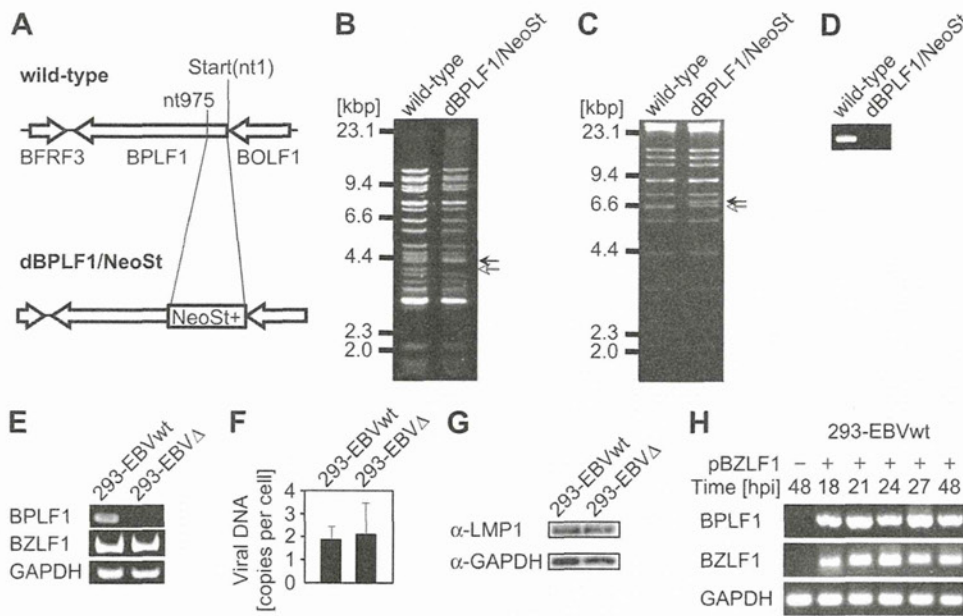 A
wild-type
Start(nt1)
nt975
BFRF3 BPLF1 BOLF1
dBPLF1/NeoSt
NeoSt+
B
wild-type
dBPLF1/NeoSt
[kbp]
23.1
9.4
6.6
4.4
2.3
2.0
C
wild-type
dBPLF1/NeoSt
[kbp]
23.1
9.4
6.6
4.4
2.3
2.0
D
wild-type
dBPLF1/NeoSt
E
293-EBVwt
293-EBVΔ
BPLF1
BZLF1
GAPDH
F
293-EBVwt
293-EBVΔ
Viral DNA
[copies per cell]
4
3
2
1
0
G
293-EBVwt
293-EBVΔ
α-LMP1
α-GAPDH
H
293-EBVwt
pBZLF1 − + + + + +
Time [hpi] 48 18 21 24 27 48
BPLF1
BZLF1
GAPDH